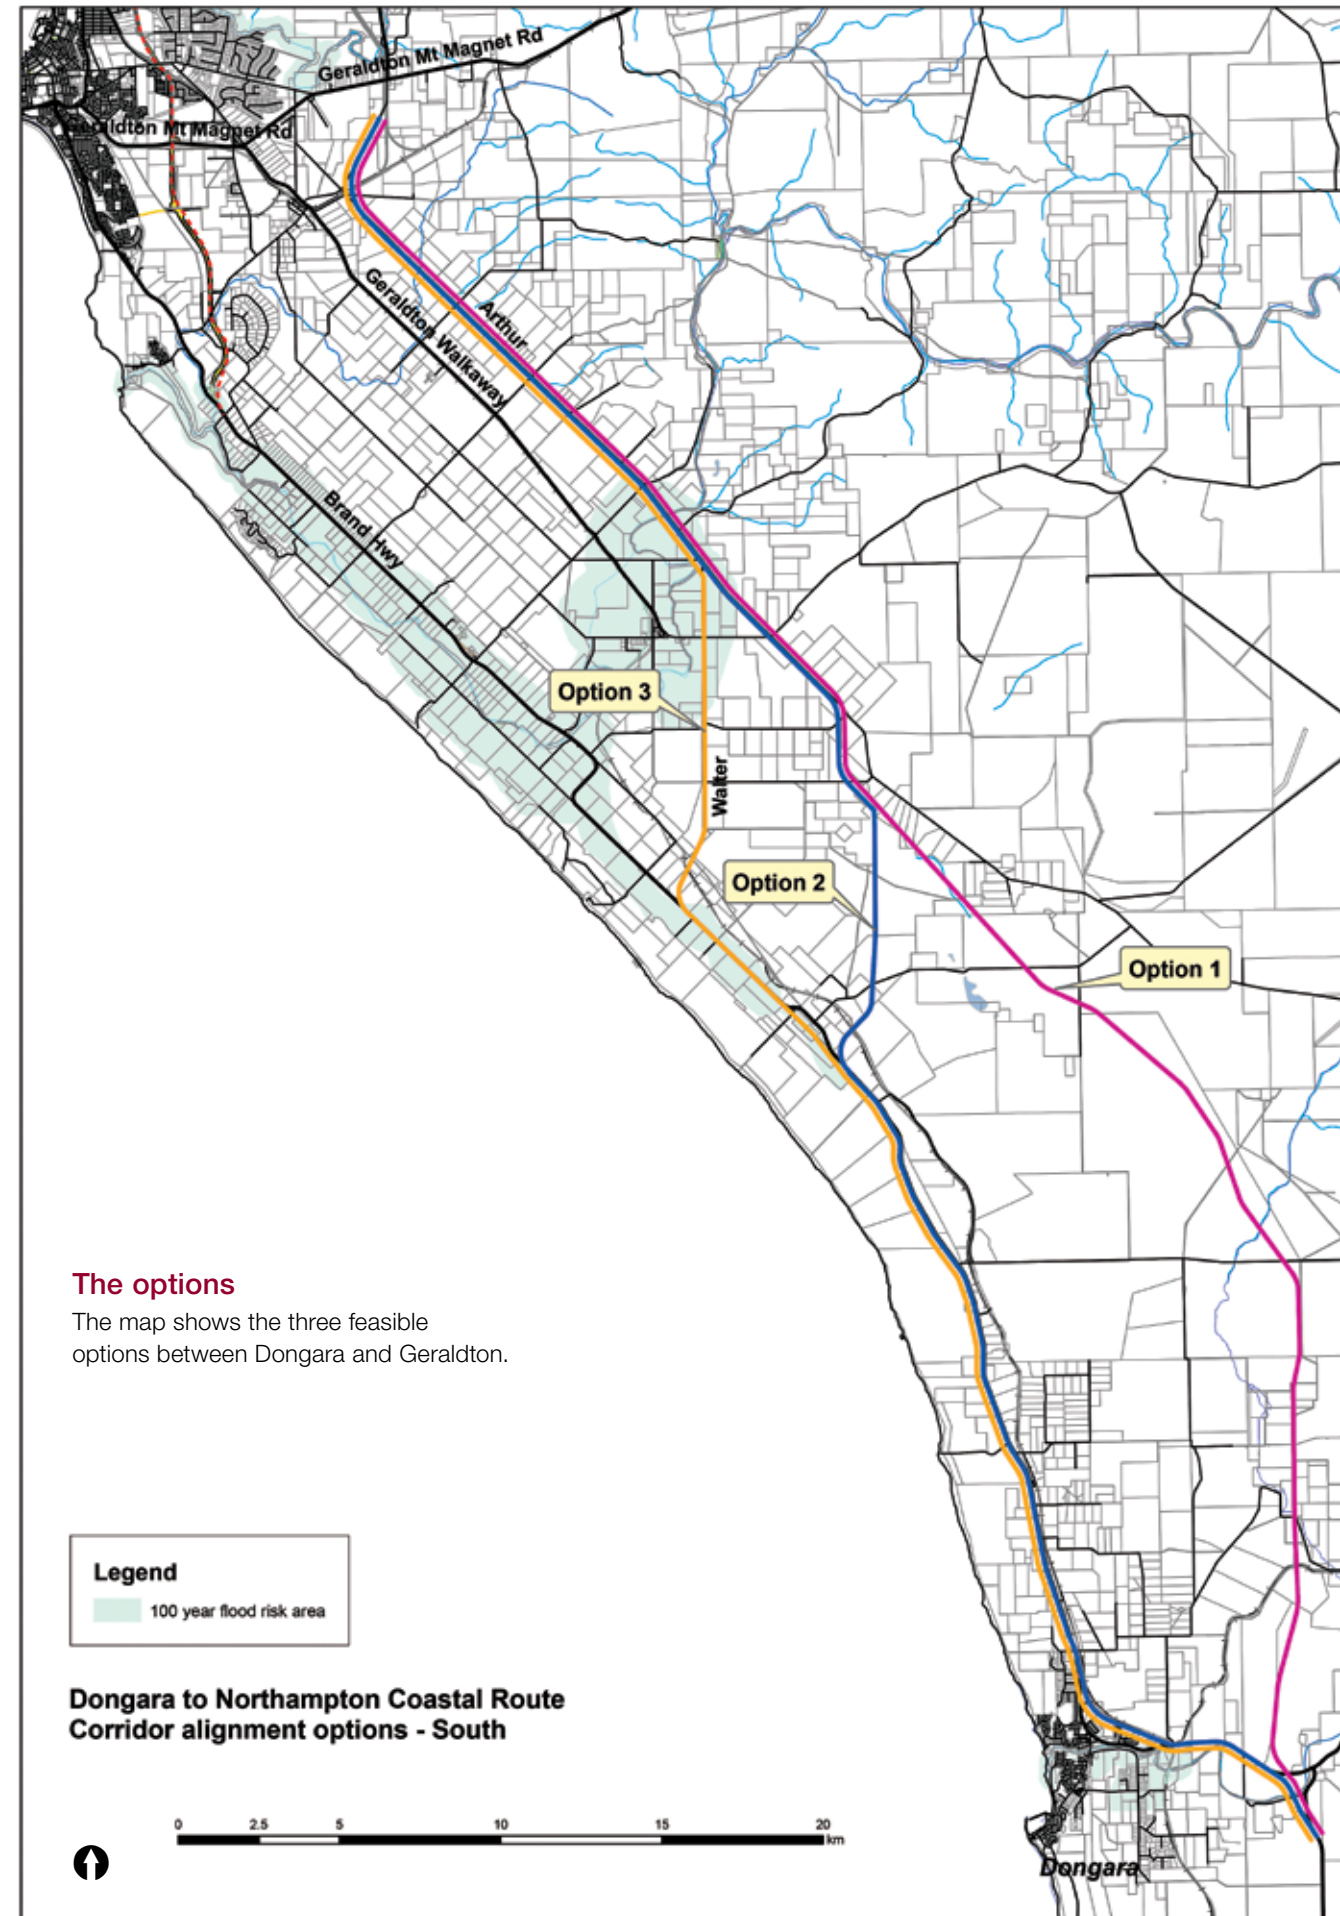 Geraldton Mt Magnet Rd
Geraldton Mt Magnet Rd
Geraldton Walkaway
Arthur
Brand Hwy
Option 3
Walter
Option 2
Option 1
The options
The map shows the three feasible
options between Dongara and Geraldton.
Legend
100 year flood risk area
Dongara to Northampton Coastal Route
Corridor alignment options - South
0 2.5 5 10 15 20
km
Dongara